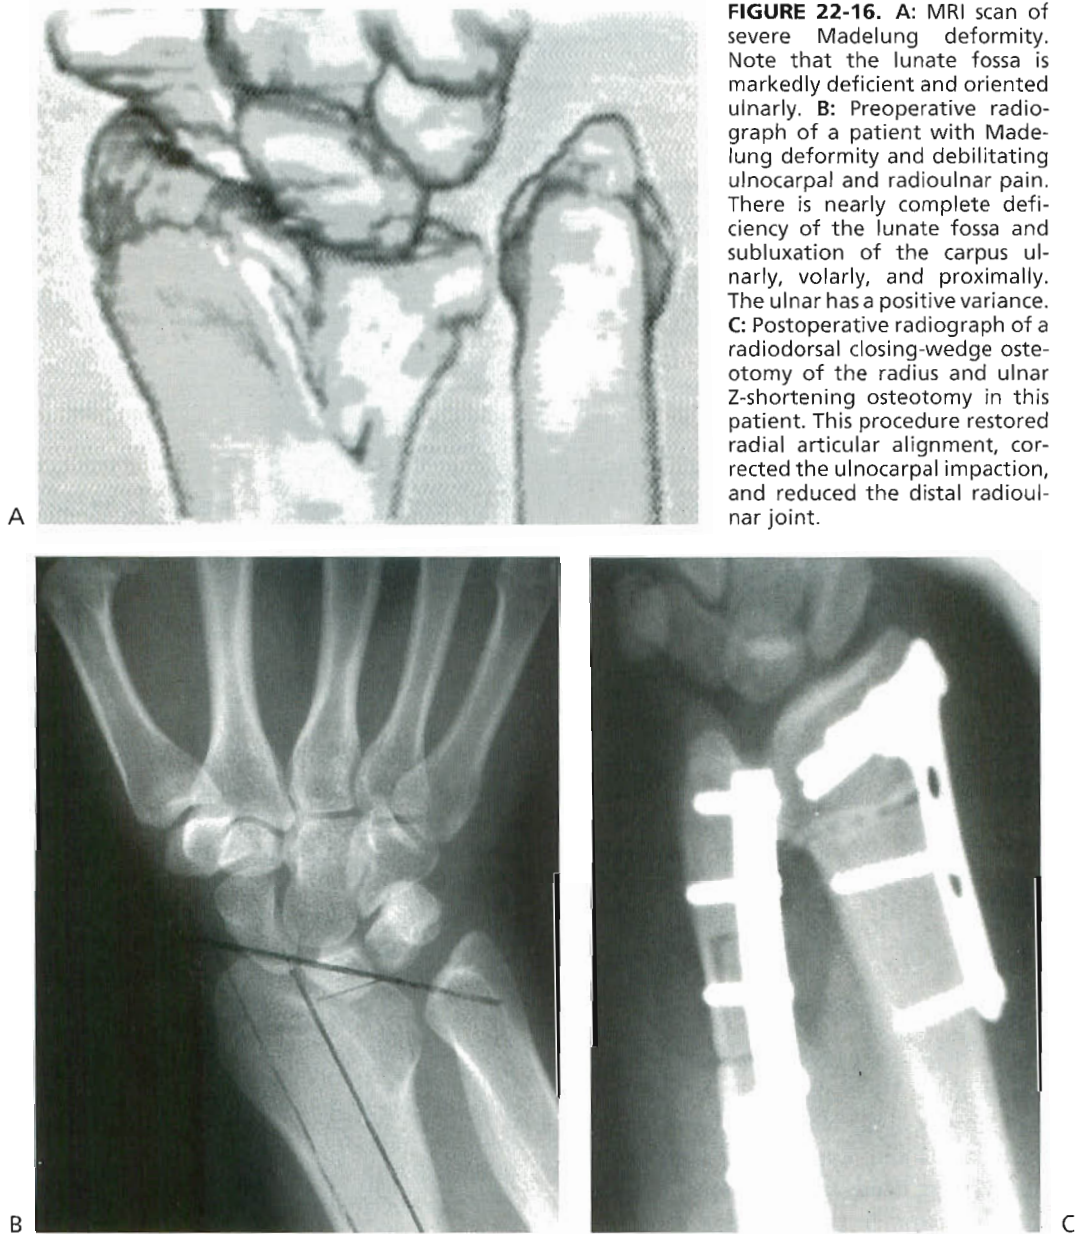 FIGURE 22-16. A: MRI scan of
severe Madelung deformity.
Note that the lunate fossa is
markedly deficient and oriented
ulnarly. B: Preoperative radio-
graph of a patient with Made-
lung deformity and debilitating
ulnocarpal and radioulnar pain.
There is nearly complete defi-
ciency of the lunate fossa and
subluxation of the carpus ul-
narly, volarly, and proximally.
The ulnar has a positive variance.
C: Postoperative radiograph of a
radiodorsal closing-wedge oste-
otomy of the radius and ulnar
Z-shortening osteotomy in this
patient. This procedure restored
radial articular alignment, cor-
rected the ulnocarpal impaction,
and reduced the distal radioul-
nar joint.
A
B
C